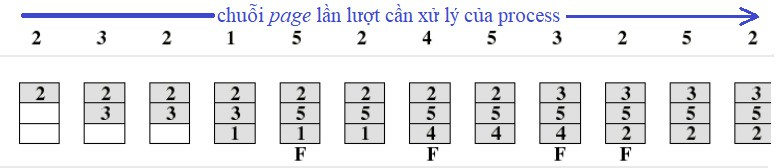 chuỗi page lần lượt cần xử lý của process
2 3 2 1 5 2 4 5 3 2 5 2
2 2 2 2 2 2 2 2 3 3 3 3
3 3 3 5 5 5 5 5 5 5 5
1 1 1 4 4 4 2 2 2
F F F F